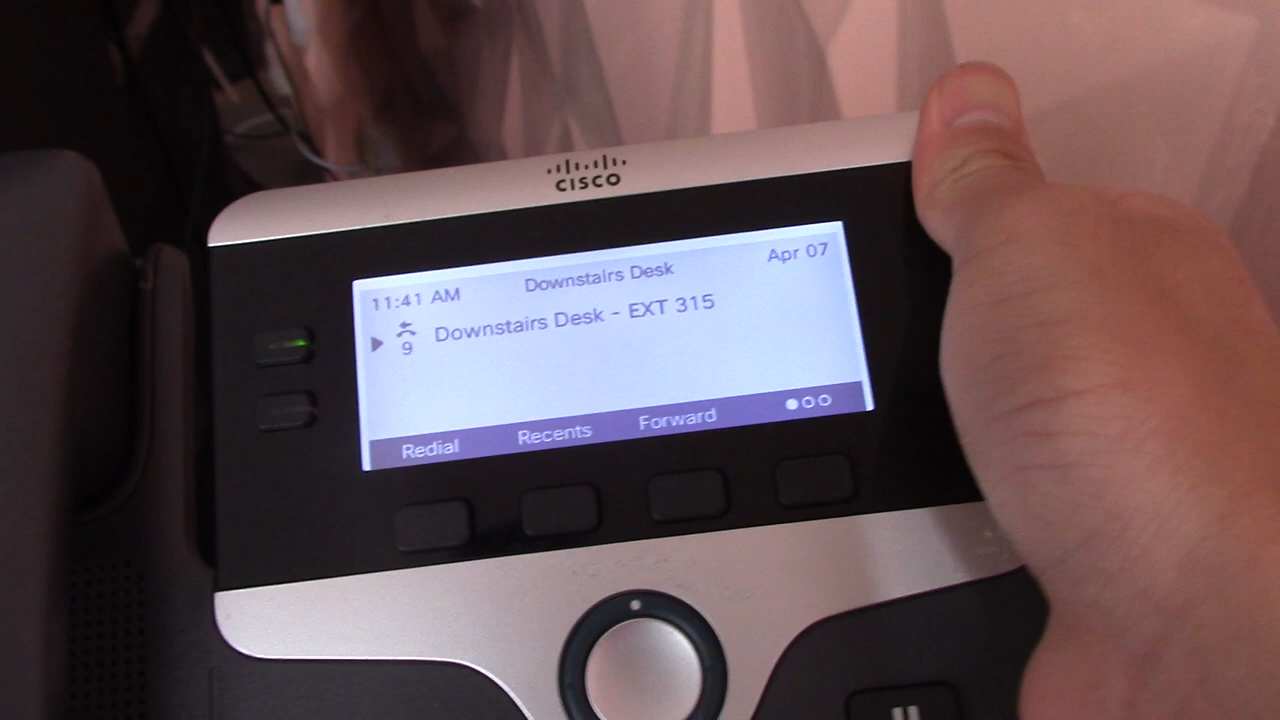 CISCO
11:41 AM Downstairs Desk Apr 07
9 Downstairs Desk - EXT 315
Redial Recents Forward